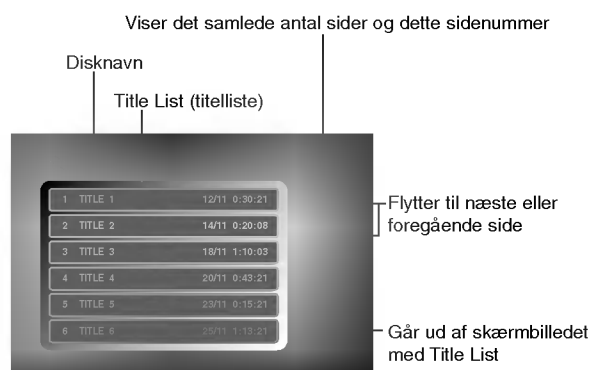 Viser det samlede antal sider og dette sidenummer
Disknavn
Title List (titelliste)
1 TITLE 1 12/11 0:30:21
2 TITLE 2 14/11 0:20:08
3 TITLE 3 18/11 1:10:03
4 TITLE 4 20/11 0:43:21
5 TITLE 5 23/11 0:15:21
6 TITLE 6 25/11 1:13:21
Flytter til næste eller
foregående side
Går ud af skærmbilledet
med Title List